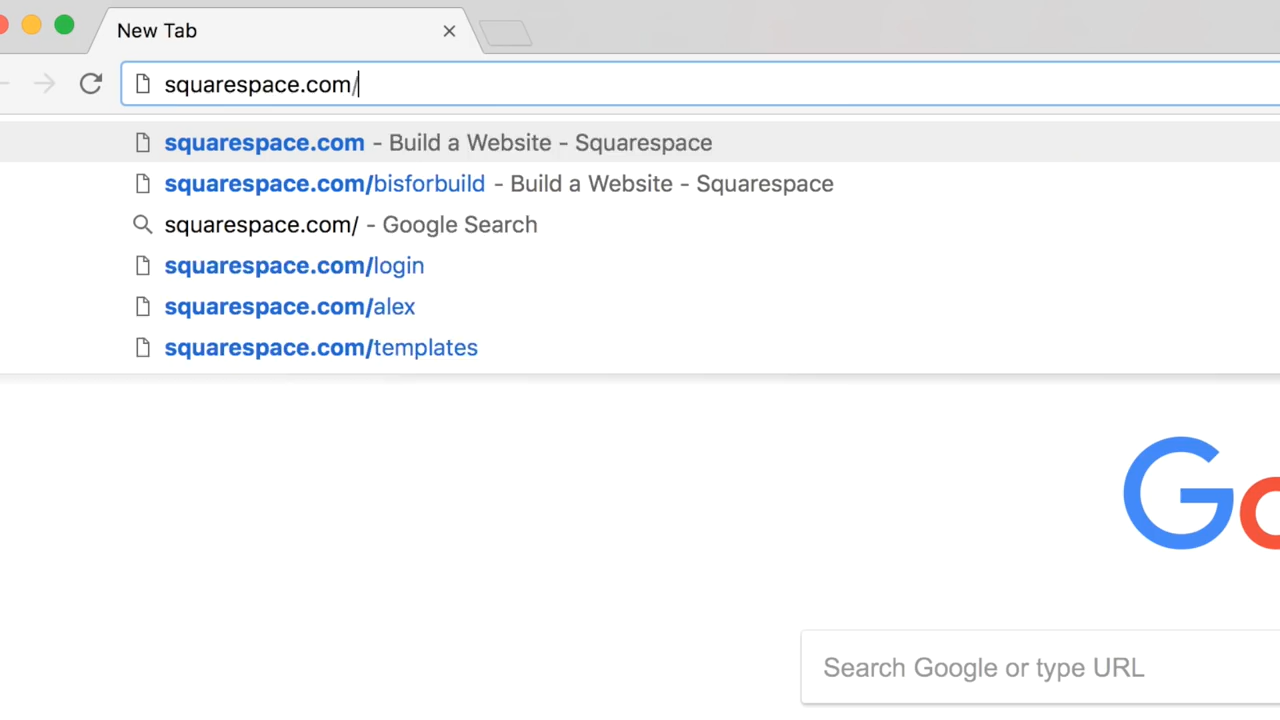 New Tab
squarespace.com/
squarespace.com - Build a Website - Squarespace
squarespace.com/bisforbuild - Build a Website - Squarespace
squarespace.com/ - Google Search
squarespace.com/login
squarespace.com/alex
squarespace.com/templates
Go
Search Google or type URL